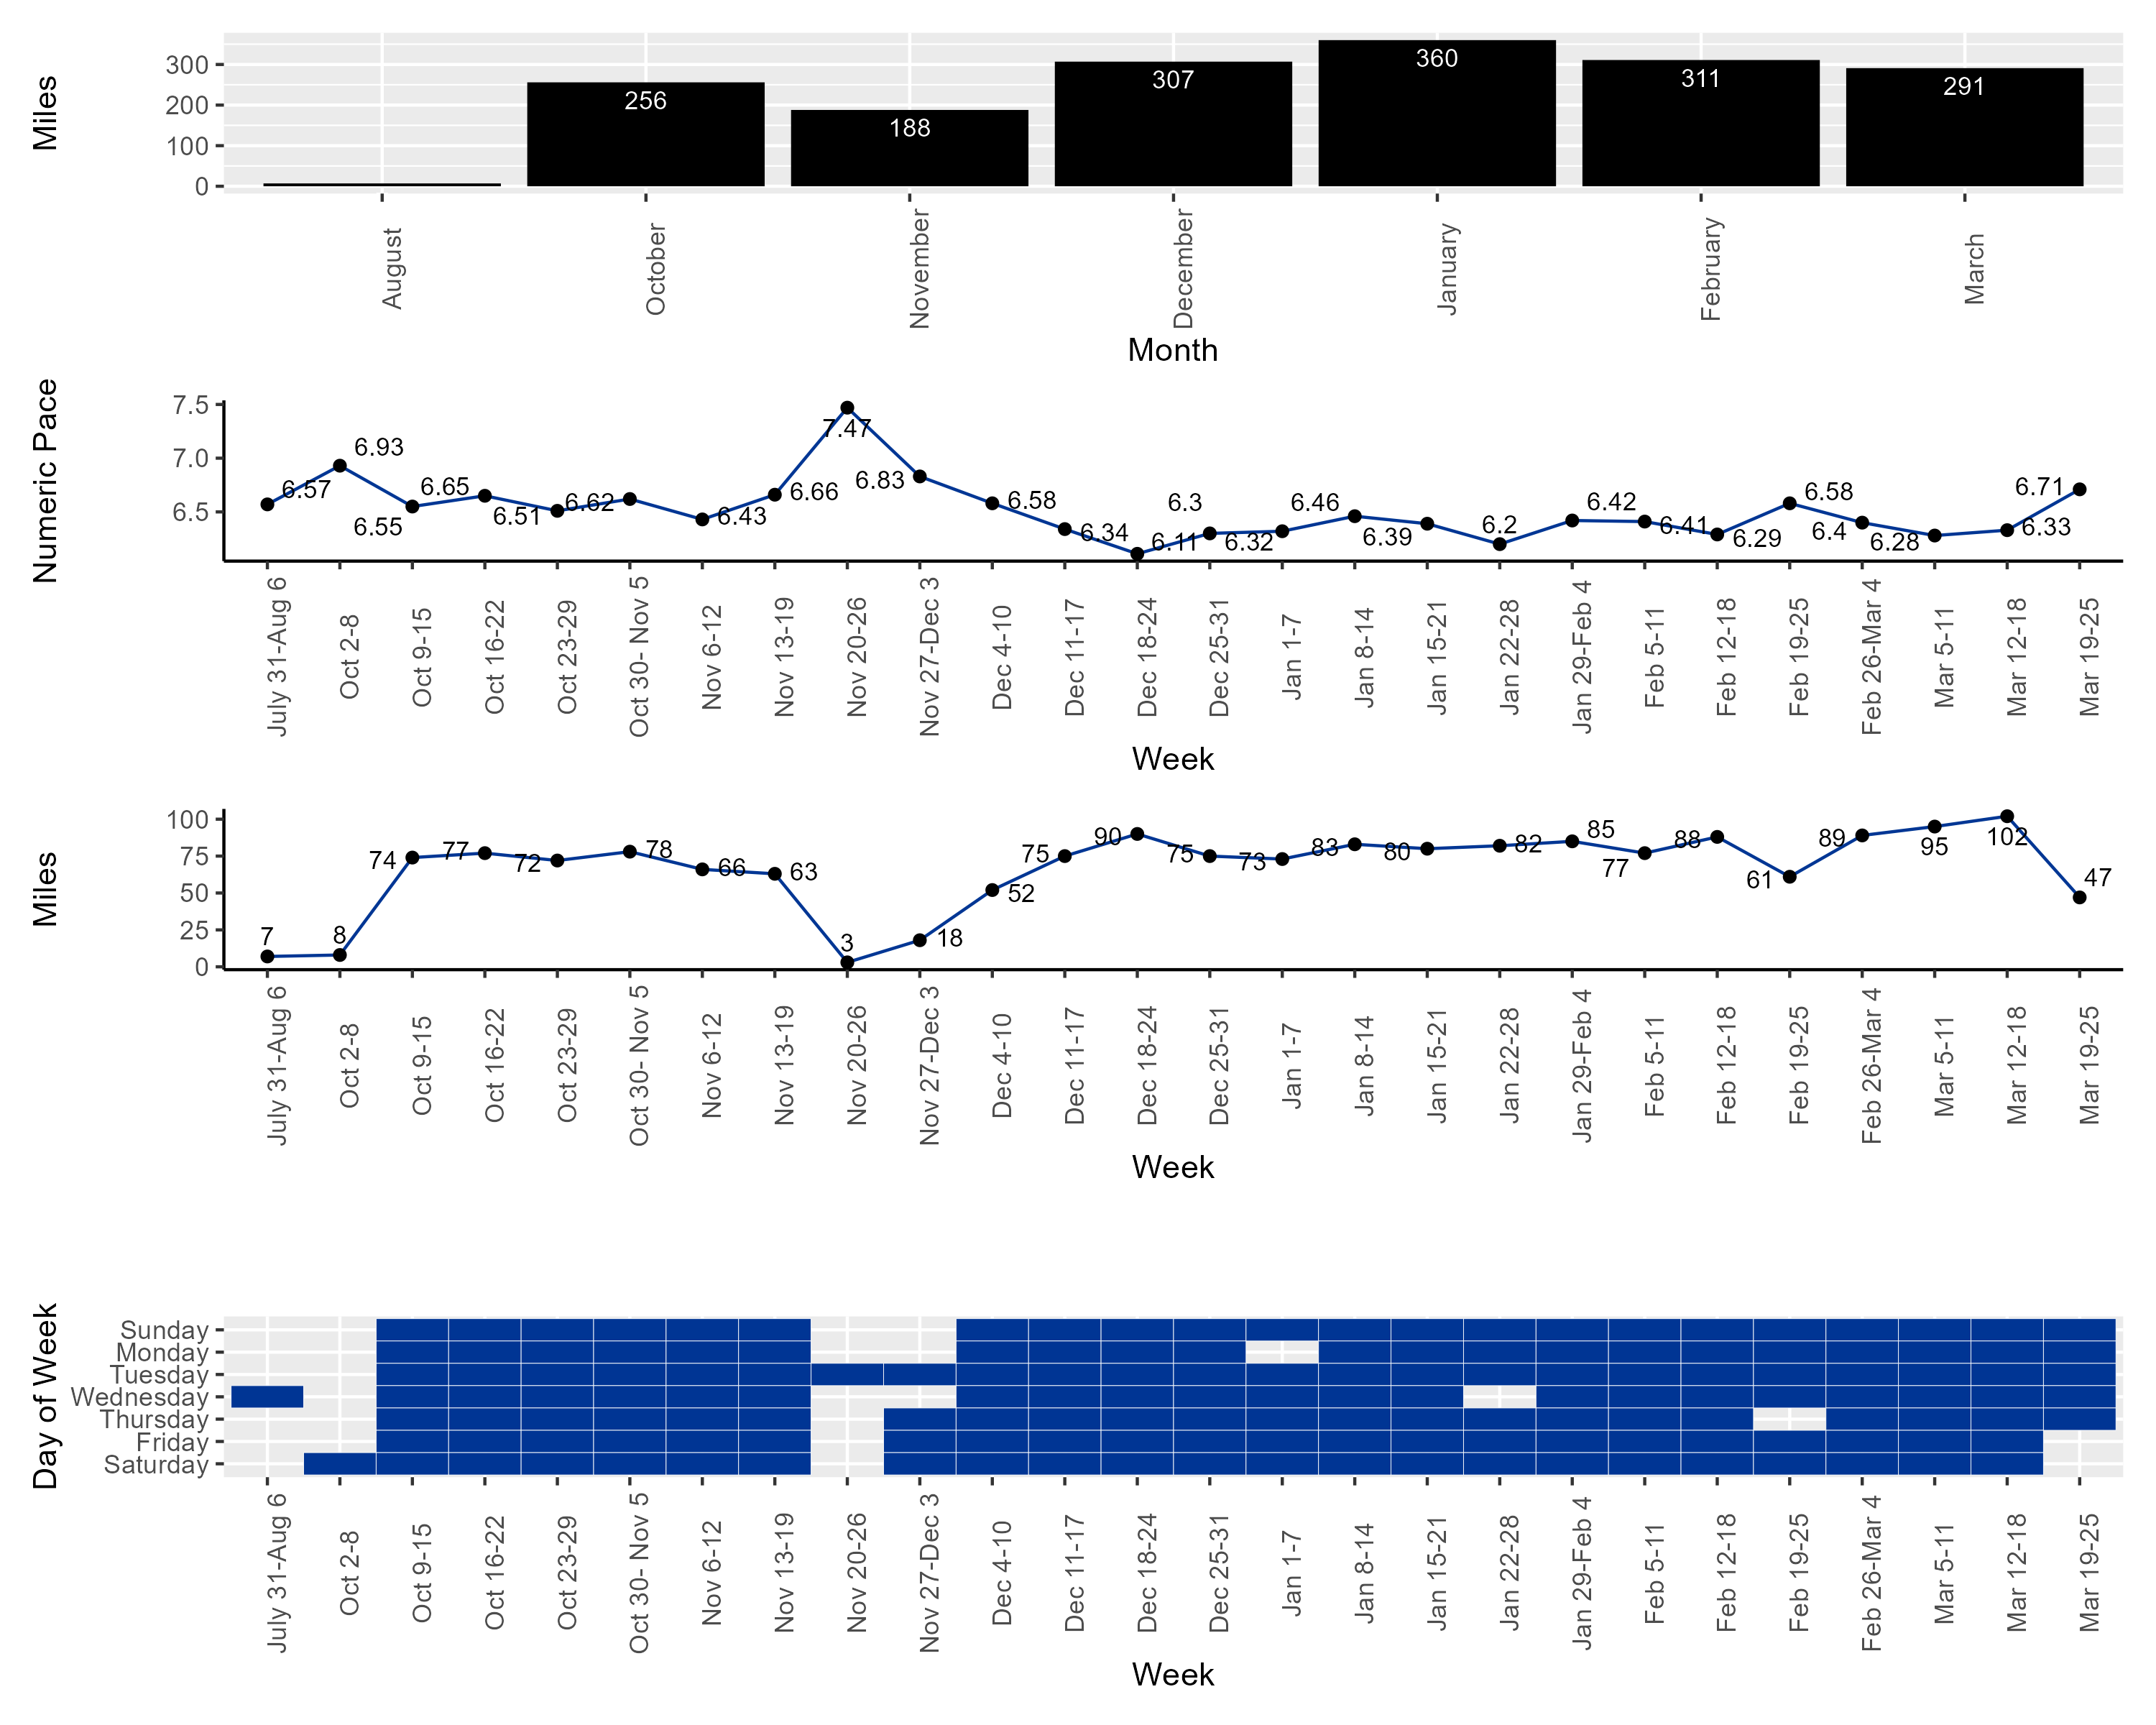 Miles
300
200
100
0
256
188
307
360
311
291
August
October
November
December
January
February
March
Month
Numeric Pace
7.5
7.0
6.5
6.57
6.93
6.55
6.65
6.51
6.62
6.43
6.66
7.47
6.83
6.58
6.34
6.11
6.3
6.32
6.46
6.39
6.2
6.42
6.41
6.29
6.58
6.4
6.28
6.33
6.71
July 31-Aug 6
Oct 2-8
Oct 9-15
Oct 16-22
Oct 23-29
Oct 30- Nov 5
Nov 6-12
Nov 13-19
Nov 20-26
Nov 27-Dec 3
Dec 4-10
Dec 11-17
Dec 18-24
Dec 25-31
Jan 1-7
Jan 8-14
Jan 15-21
Jan 22-28
Jan 29-Feb 4
Feb 5-11
Feb 12-18
Feb 19-25
Feb 26-Mar 4
Mar 5-11
Mar 12-18
Mar 19-25
Week
Miles
100
75
50
25
0
7
8
74
77
72
78
66
63
3
18
52
75
90
75
73
83
80
82
85
77
88
61
89
95
102
47
July 31-Aug 6
Oct 2-8
Oct 9-15
Oct 16-22
Oct 23-29
Oct 30- Nov 5
Nov 6-12
Nov 13-19
Nov 20-26
Nov 27-Dec 3
Dec 4-10
Dec 11-17
Dec 18-24
Dec 25-31
Jan 1-7
Jan 8-14
Jan 15-21
Jan 22-28
Jan 29-Feb 4
Feb 5-11
Feb 12-18
Feb 19-25
Feb 26-Mar 4
Mar 5-11
Mar 12-18
Mar 19-25
Week
Day of Week
Sunday
Monday
Tuesday
Wednesday
Thursday
Friday
Saturday
July 31-Aug 6
Oct 2-8
Oct 9-15
Oct 16-22
Oct 23-29
Oct 30- Nov 5
Nov 6-12
Nov 13-19
Nov 20-26
Nov 27-Dec 3
Dec 4-10
Dec 11-17
Dec 18-24
Dec 25-31
Jan 1-7
Jan 8-14
Jan 15-21
Jan 22-28
Jan 29-Feb 4
Feb 5-11
Feb 12-18
Feb 19-25
Feb 26-Mar 4
Mar 5-11
Mar 12-18
Mar 19-25
Week